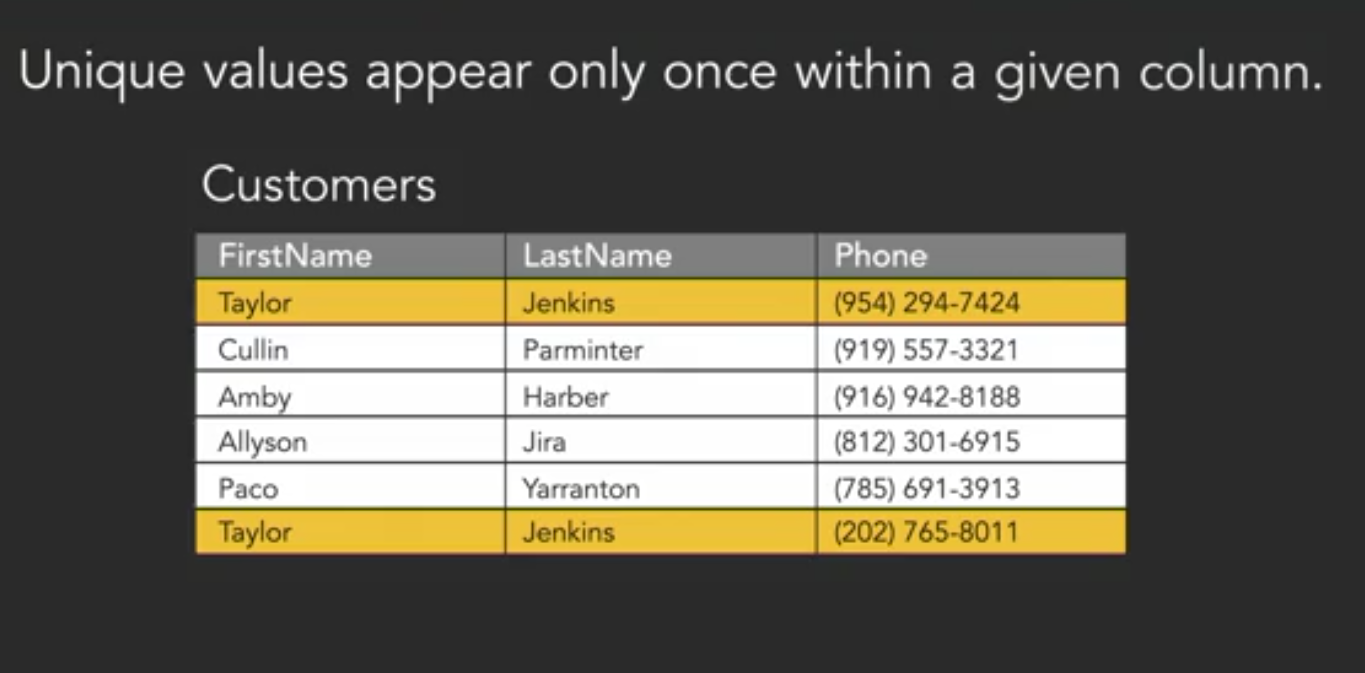 Unique values appear only once within a given column.
Customers
FirstName LastName Phone
Taylor Jenkins (954) 294-7424
Cullin Parminter (919) 557-3321
Amby Harber (916) 942-8188
Allyson Jira (812) 301-6915
Paco Yarranton (785) 691-3913
Taylor Jenkins (202) 765-8011